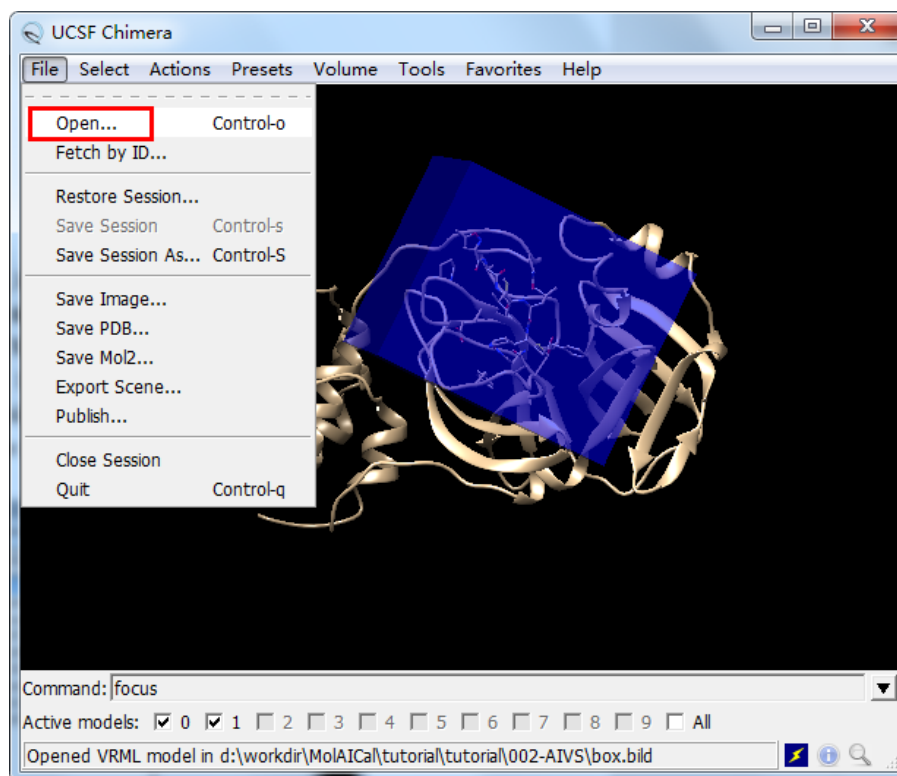 UCSF Chimera
File Select Actions Presets Volume Tools Favorites Help
Open... Control-o
Fetch by ID...
Restore Session...
Save Session Control-s
Save Session As... Control-S
Save Image...
Save PDB...
Save Mol2...
Export Scene...
Publish...
Close Session
Quit Control-q
Command: focus
Active models: 0 1 2 3 4 5 6 7 8 9 All
Opened VRML model in d:\workdir\MolAICal\tutorial\tutorial\002-AIVS\box.bild